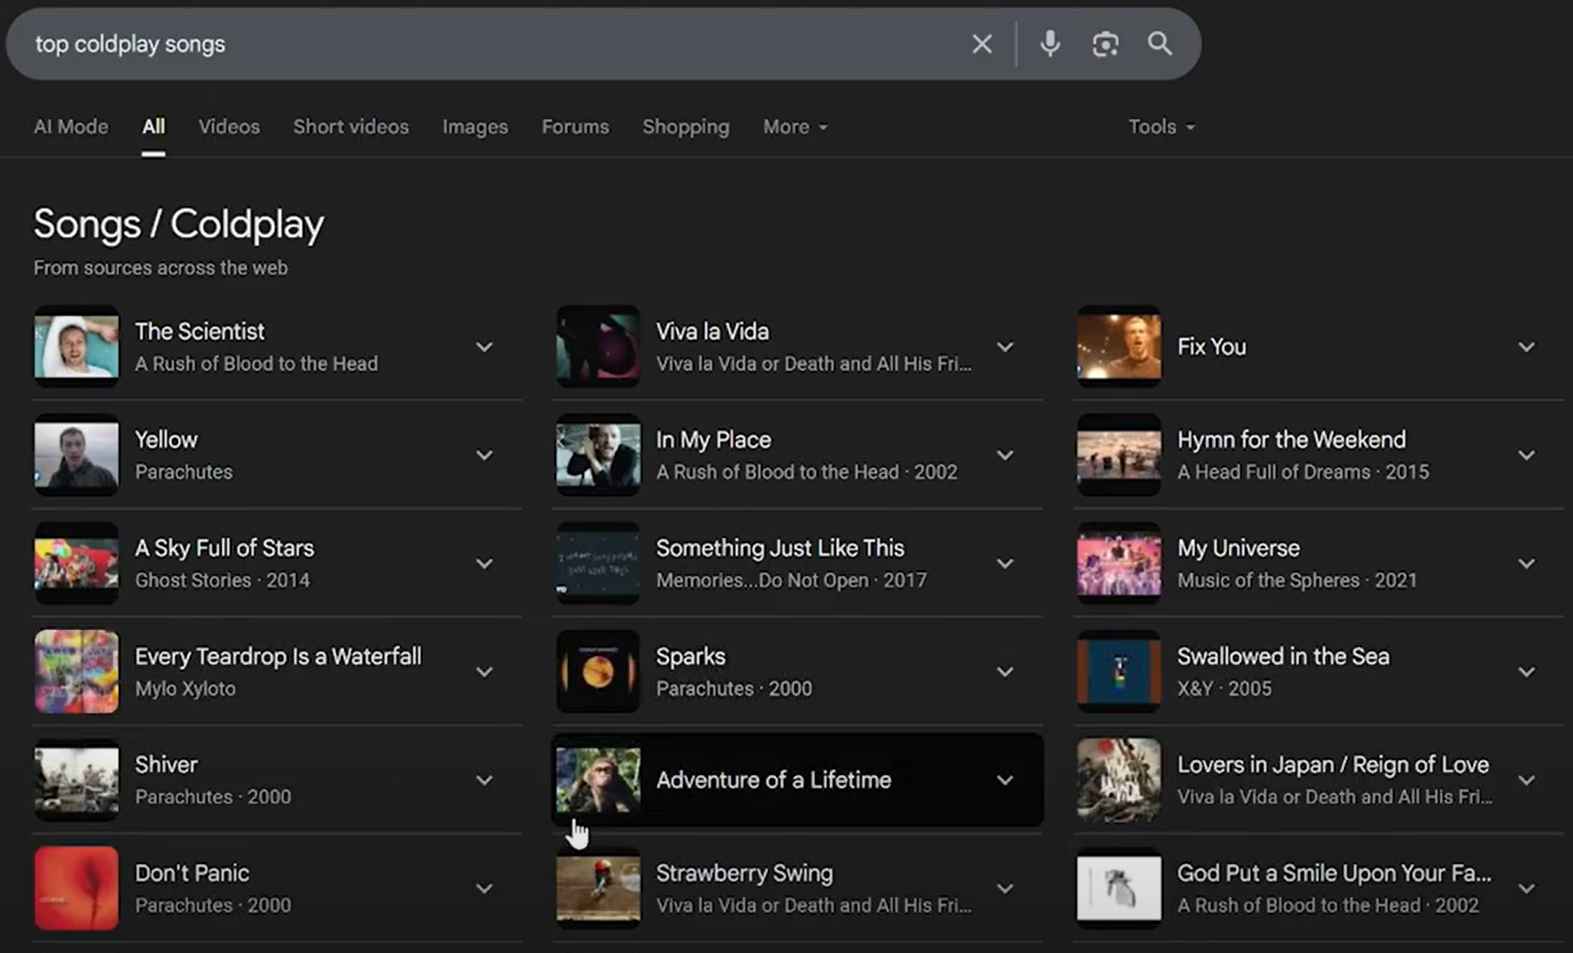 top coldplay songs
AI Mode
All
Videos
Short videos
Images
Forums
Shopping
More
Tools
Songs / Coldplay
From sources across the web
The Scientist
A Rush of Blood to the Head
Viva la Vida
Viva la Vida or Death and All His Fri...
Fix You
Yellow
Parachutes
In My Place
A Rush of Blood to the Head · 2002
Hymn for the Weekend
A Head Full of Dreams · 2015
A Sky Full of Stars
Ghost Stories · 2014
Something Just Like This
Memories...Do Not Open · 2017
My Universe
Music of the Spheres · 2021
Every Teardrop Is a Waterfall
Mylo Xyloto
Sparks
Parachutes · 2000
Swallowed in the Sea
X&Y · 2005
Shiver
Parachutes · 2000
Adventure of a Lifetime
Lovers in Japan / Reign of Love
Viva la Vida or Death and All His Fri...
Don't Panic
Parachutes · 2000
Strawberry Swing
Viva la Vida or Death and All His Fri...
God Put a Smile Upon Your Fa...
A Rush of Blood to the Head · 2002